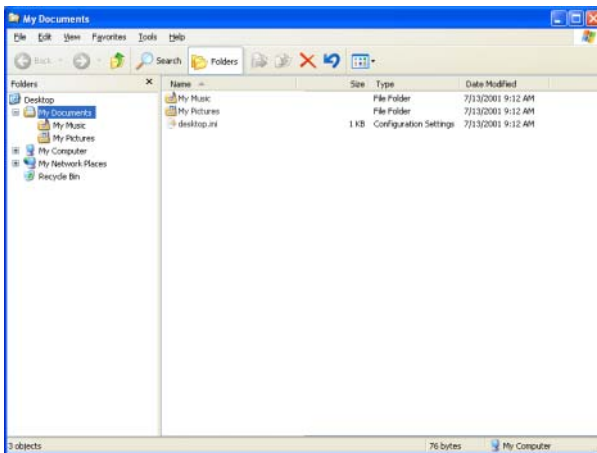 My Documents
File Edit View Favorites Tools Help
Back Search Folders
Folders
Name Size Type Date Modified
Desktop
My Documents
My Music
My Pictures
My Computer
My Network Places
Recycle Bin
My Music File Folder 7/13/2001 9:12 AM
My Pictures File Folder 7/13/2001 9:12 AM
desktop.ini 1 KB Configuration Settings 7/13/2001 9:12 AM
3 objects 76 bytes My Computer